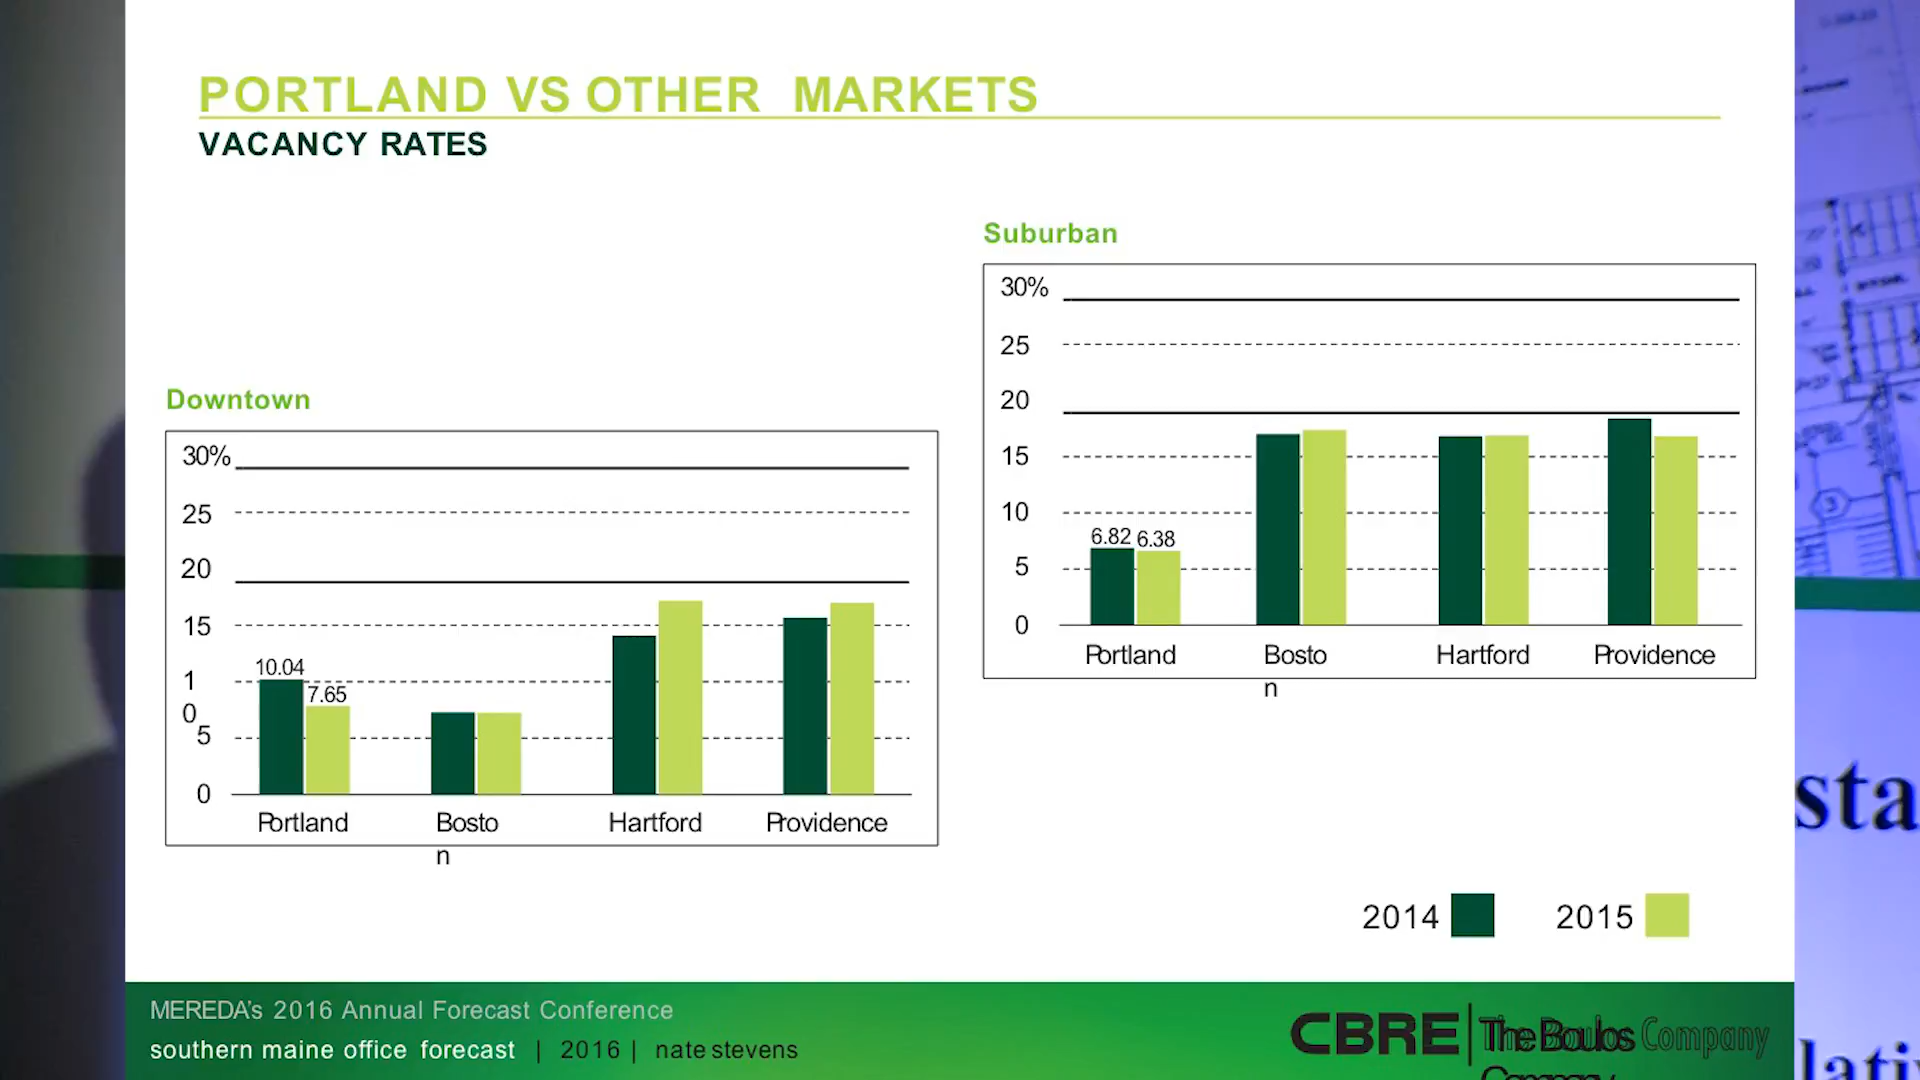 PORTLAND VS OTHER MARKETS
VACANCY RATES
Downtown
30%
25
20
15
1
0
5
0
10.04
7.65
Portland
Bosto
n
Hartford
Providence
Suburban
30%
25
20
15
10
5
0
6.82
6.38
Portland
Bosto
n
Hartford
Providence
2014
2015
MEREDA's 2016 Annual Forecast Conference
southern maine office forecast | 2016 | nate stevens
CBRE
The Boulos Company
Company
sta
lati